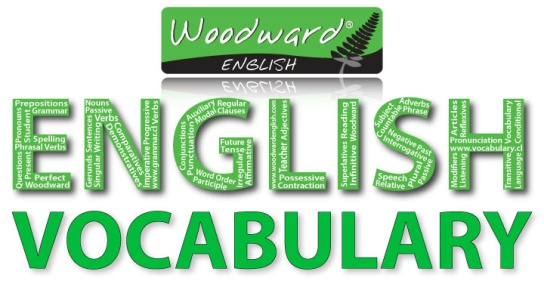 Woodward®
ENGLISH
ENGLISH
Prepositions
Grammar
Pronouns
Student
Spelling
Phrasal Verbs
Questions
Present
Perfect
Woodward
Nouns
Passive
Verbs
Gerunds Sentences
Singular Wording
Comparatives
Demonstratives
Imperative Progressive
www.grammar.cl Verbs
Auxiliary Regular
Modal Clauses
Conjunctions
Punctuation
Future
Tense
Irregular
Affirmative
Word Order
Participle
www.woodwardenglish.com
Teacher Adjectives
Possessive
Contraction
Superlatives Reading
Infinitive Woodward
Subject
Countable
Adverbs
Phrase
Negative Past
Interrogative
Plural
Passive
Speech
Relative
Articles
Reflexives
Modifiers
Listening
Pronunciation
www.vocabulary.cl
Transitive Vocabulary
Language Conditional
VOCABULARY